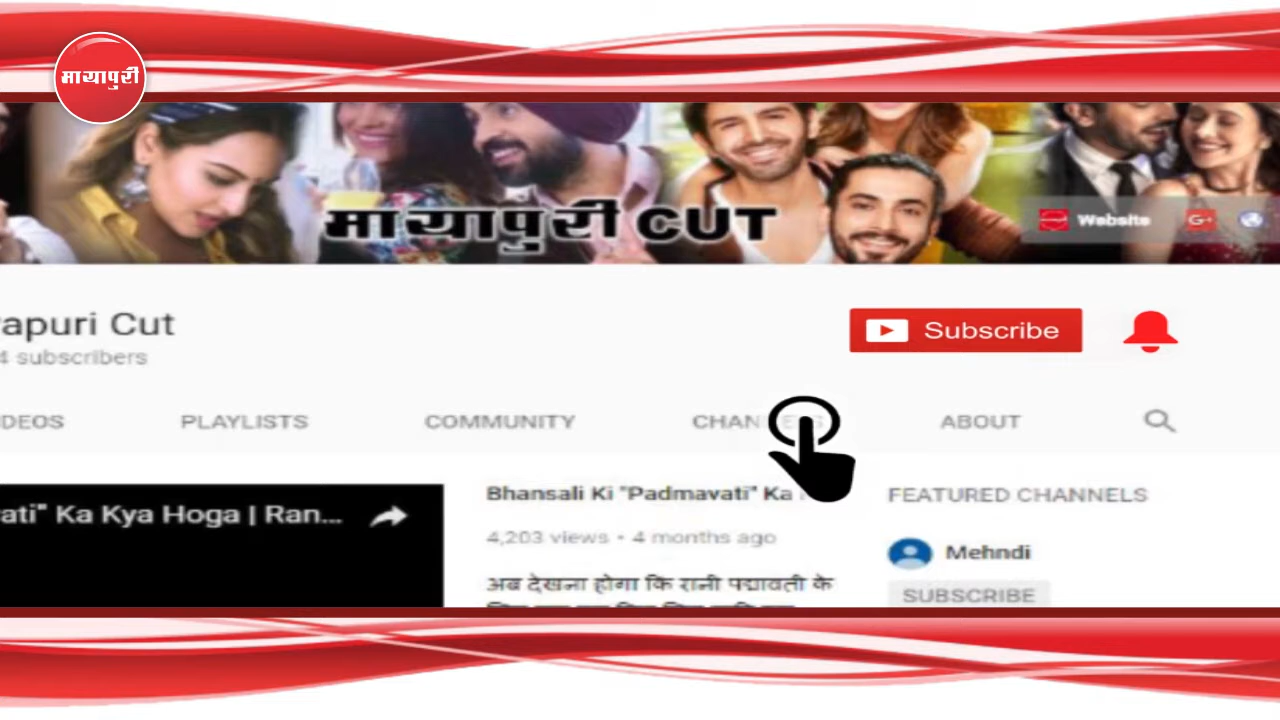 मायापुरी
मायापुरी CUT
Website
G+
apuri Cut
Subscribe
4 subscribers
DEOS
PLAYLISTS
COMMUNITY
CHAN
ABOUT
ati" Ka Kya Hoga | Ran...
Bhansali Ki "Padmavati" Ka
4,203 views • 4 months ago
अब देखना होगा कि रानी पद्मावती के
FEATURED CHANNELS
Mehndi
SUBSCRIBE